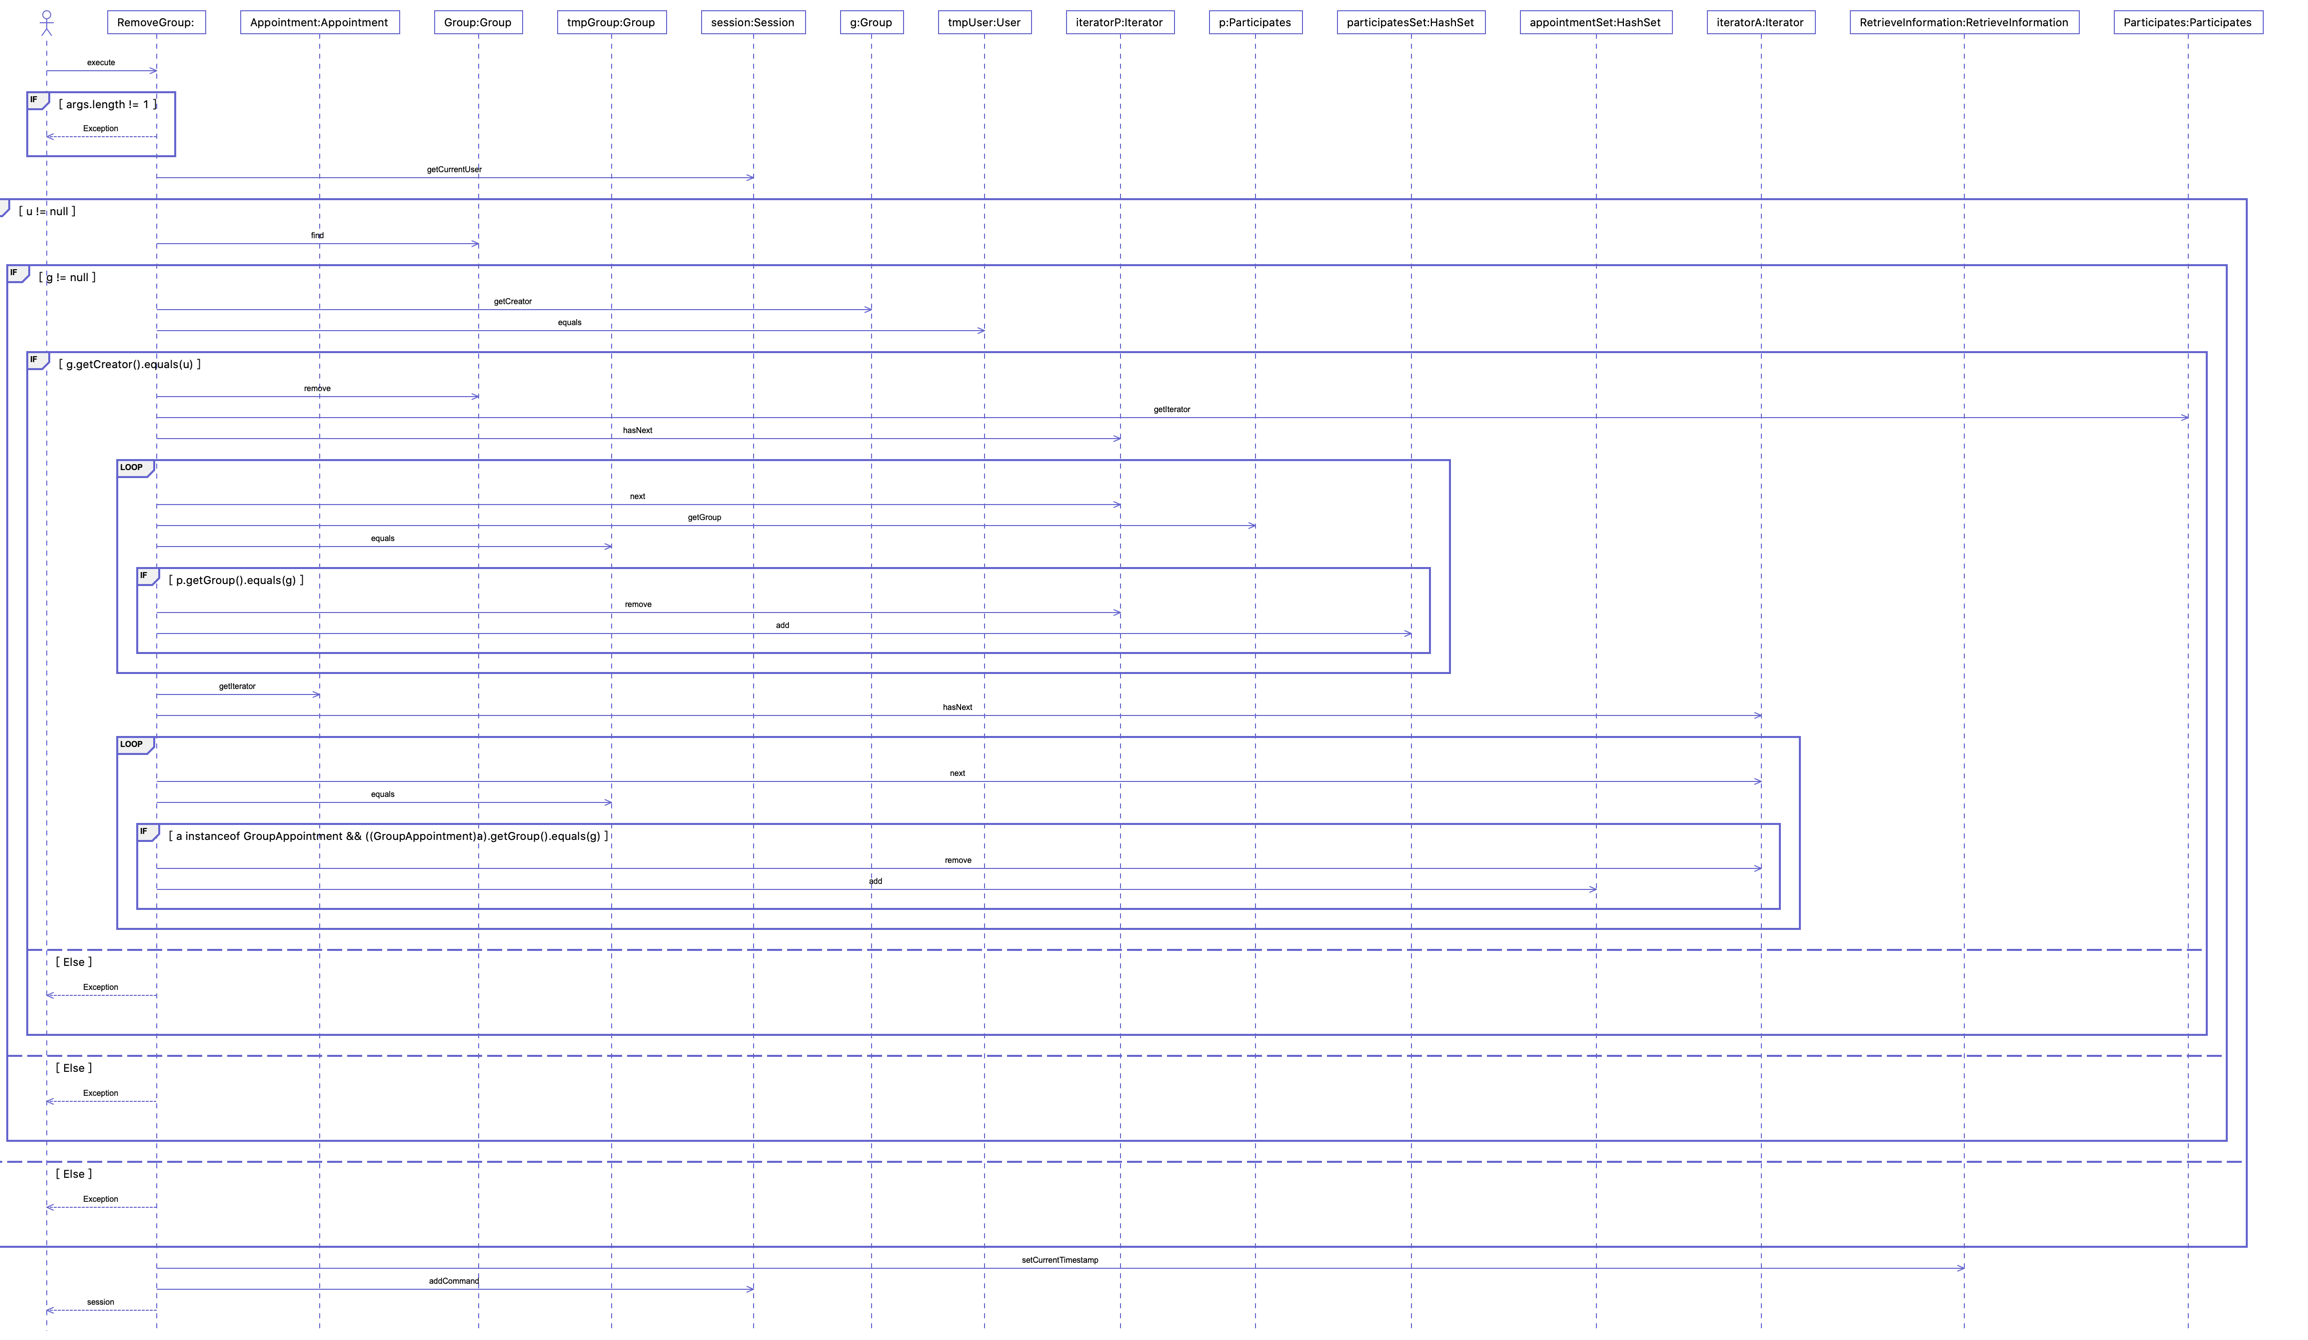 RemoveGroup:
Appointment:Appointment
Group:Group
tmpGroup:Group
session:Session
g:Group
tmpUser:User
iteratorP:Iterator
p:Participates
participatesSet:HashSet
appointmentSet:HashSet
iteratorA:Iterator
RetrieveInformation:RetrieveInformation
Participates:Participates
execute
IF
[ args.length != 1 ]
Exception
getCurrentUser
[ u != null ]
find
IF
[ g != null ]
getCreator
equals
IF
[ g.getCreator().equals(u) ]
remove
getIterator
hasNext
LOOP
next
getGroup
equals
IF
[ p.getGroup().equals(g) ]
remove
add
getIterator
hasNext
LOOP
next
equals
IF
[ a instanceof GroupAppointment && ((GroupAppointment)a).getGroup().equals(g) ]
remove
add
[ Else ]
Exception
[ Else ]
Exception
[ Else ]
Exception
setCurrentTimestamp
addCommand
session